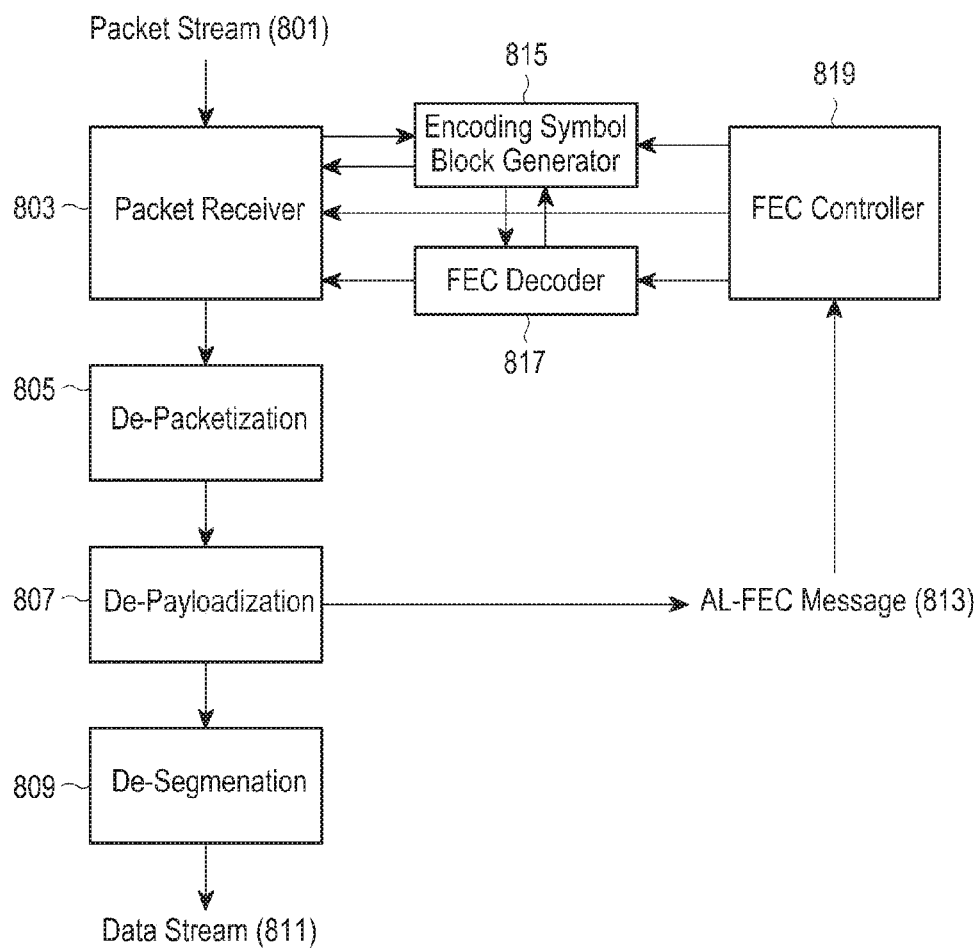 Packet Stream (801)
815
819
Encoding Symbol
Block Generator
803
Packet Receiver
FEC Controller
FEC Decoder
817
805
De-Packetization
807
De-Payloadization
AL-FEC Message (813)
809
De-Segmenation
Data Stream (811)